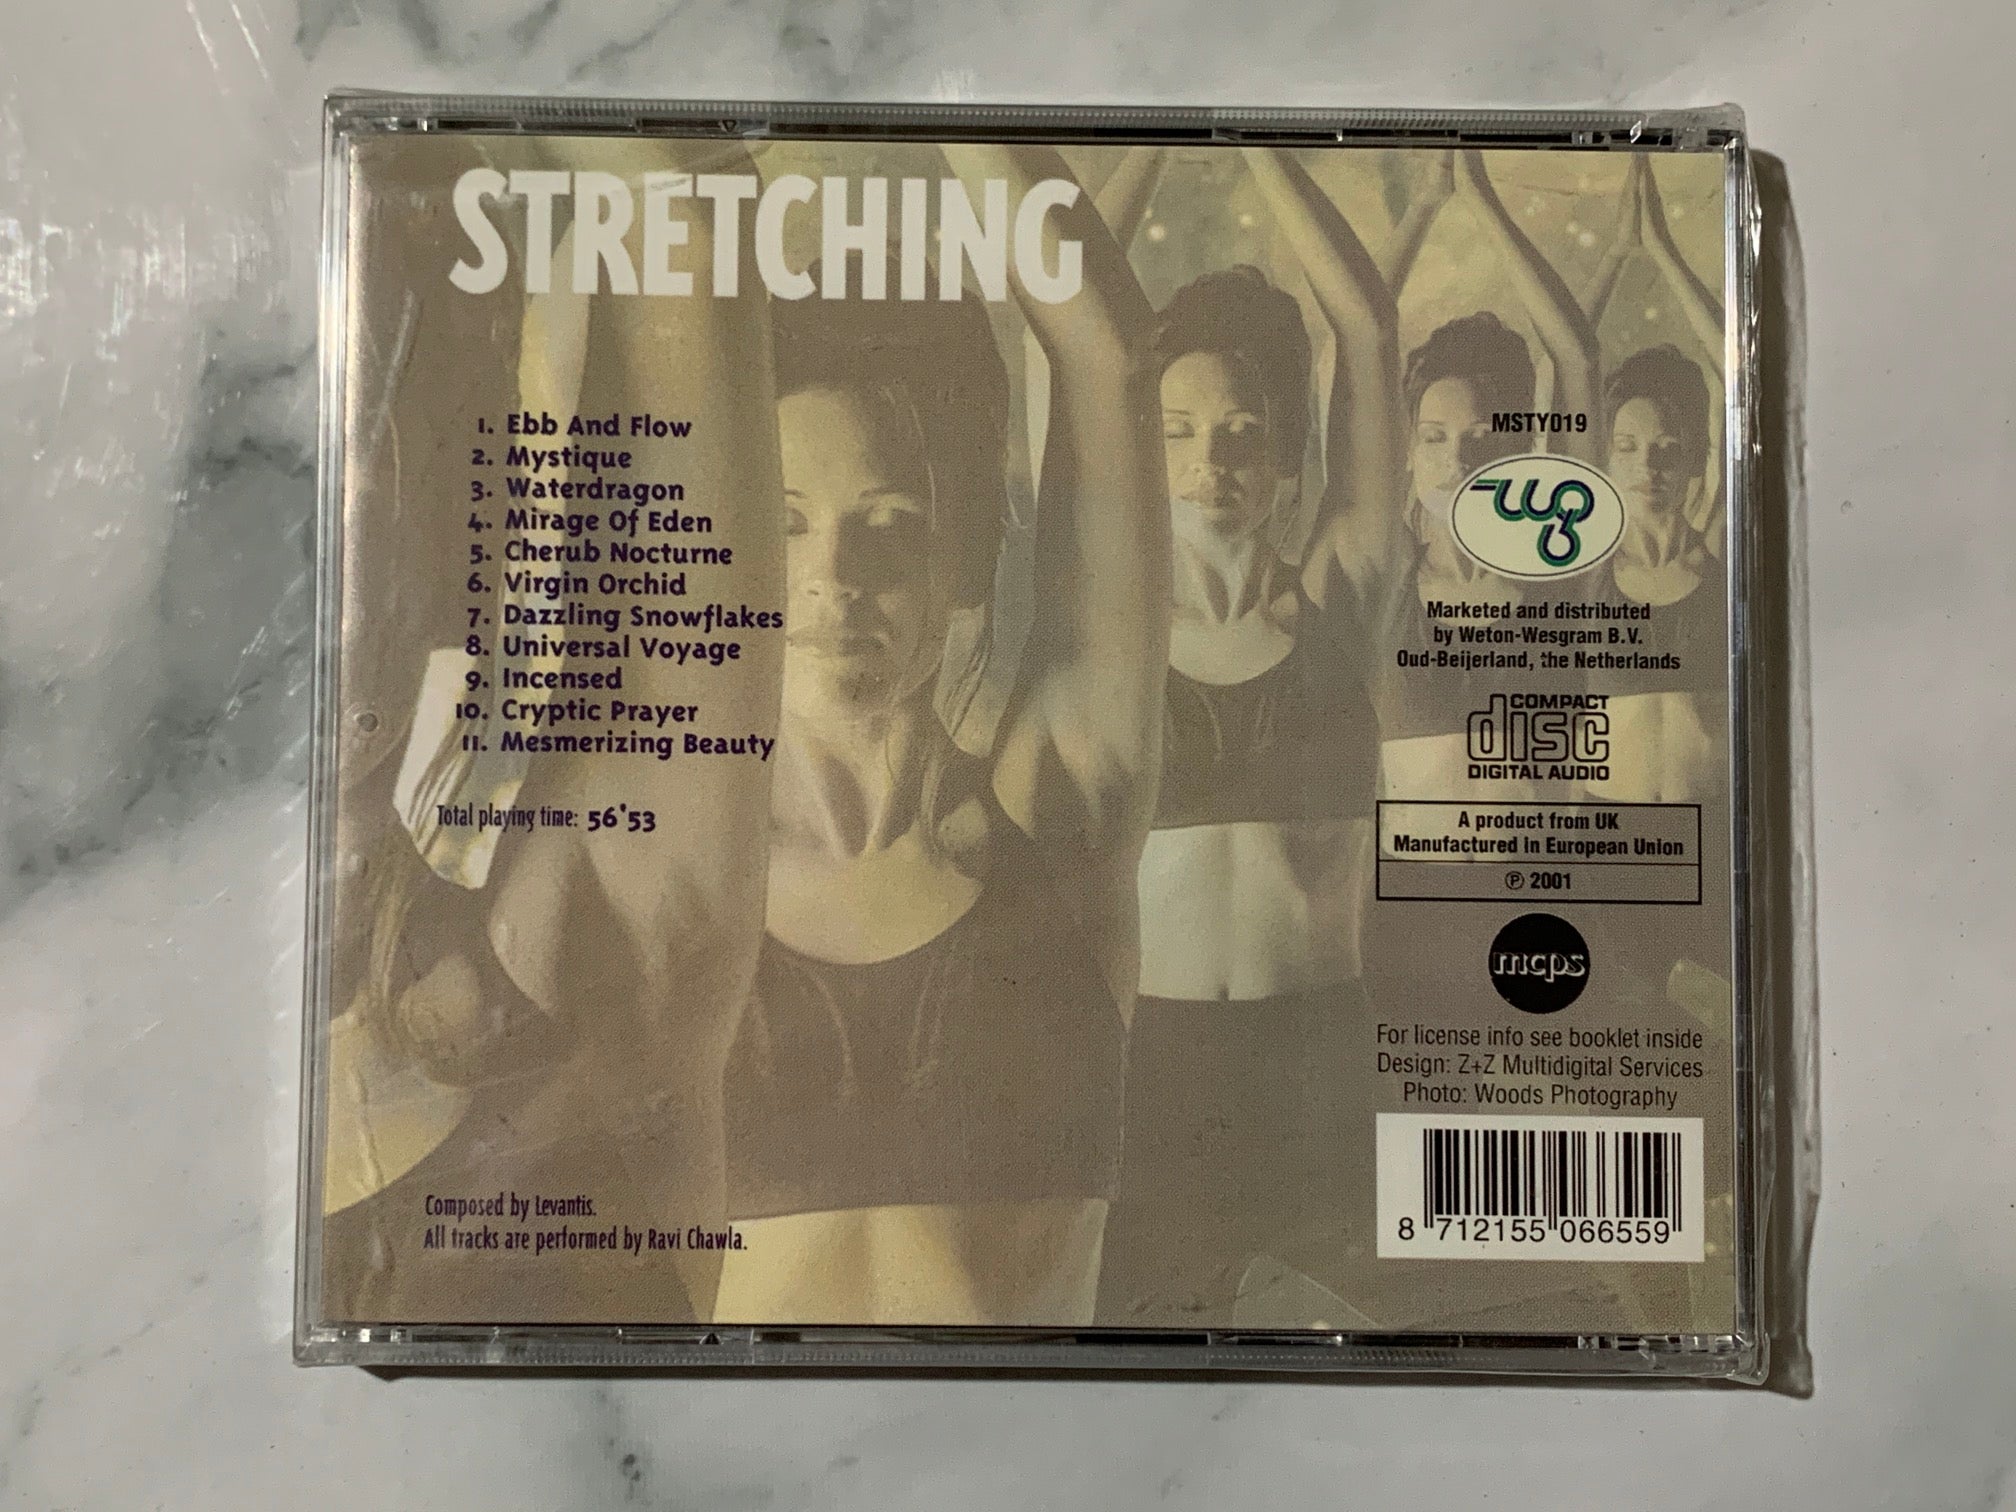 STRETCHING
1. Ebb And Flow
2. Mystique
3. Waterdragon
4. Mirage Of Eden
5. Cherub Nocturne
6. Virgin Orchid
7. Dazzling Snowflakes
8. Universal Voyage
9. Incensed
10. Cryptic Prayer
11. Mesmerizing Beauty
Total playing time: 56'53
Composed by Levantis.
All tracks are performed by Ravi Chawla.
MSTY019
Marketed and distributed
by Weton-Wesgram B.V.
Oud-Beijerland, the Netherlands
COMPACT
disc
DIGITAL AUDIO
A product from UK
Manufactured in European Union
℗ 2001
mcps
For license info see booklet inside
Design: Z+Z Multidigital Services
Photo: Woods Photography
8 712155 066559